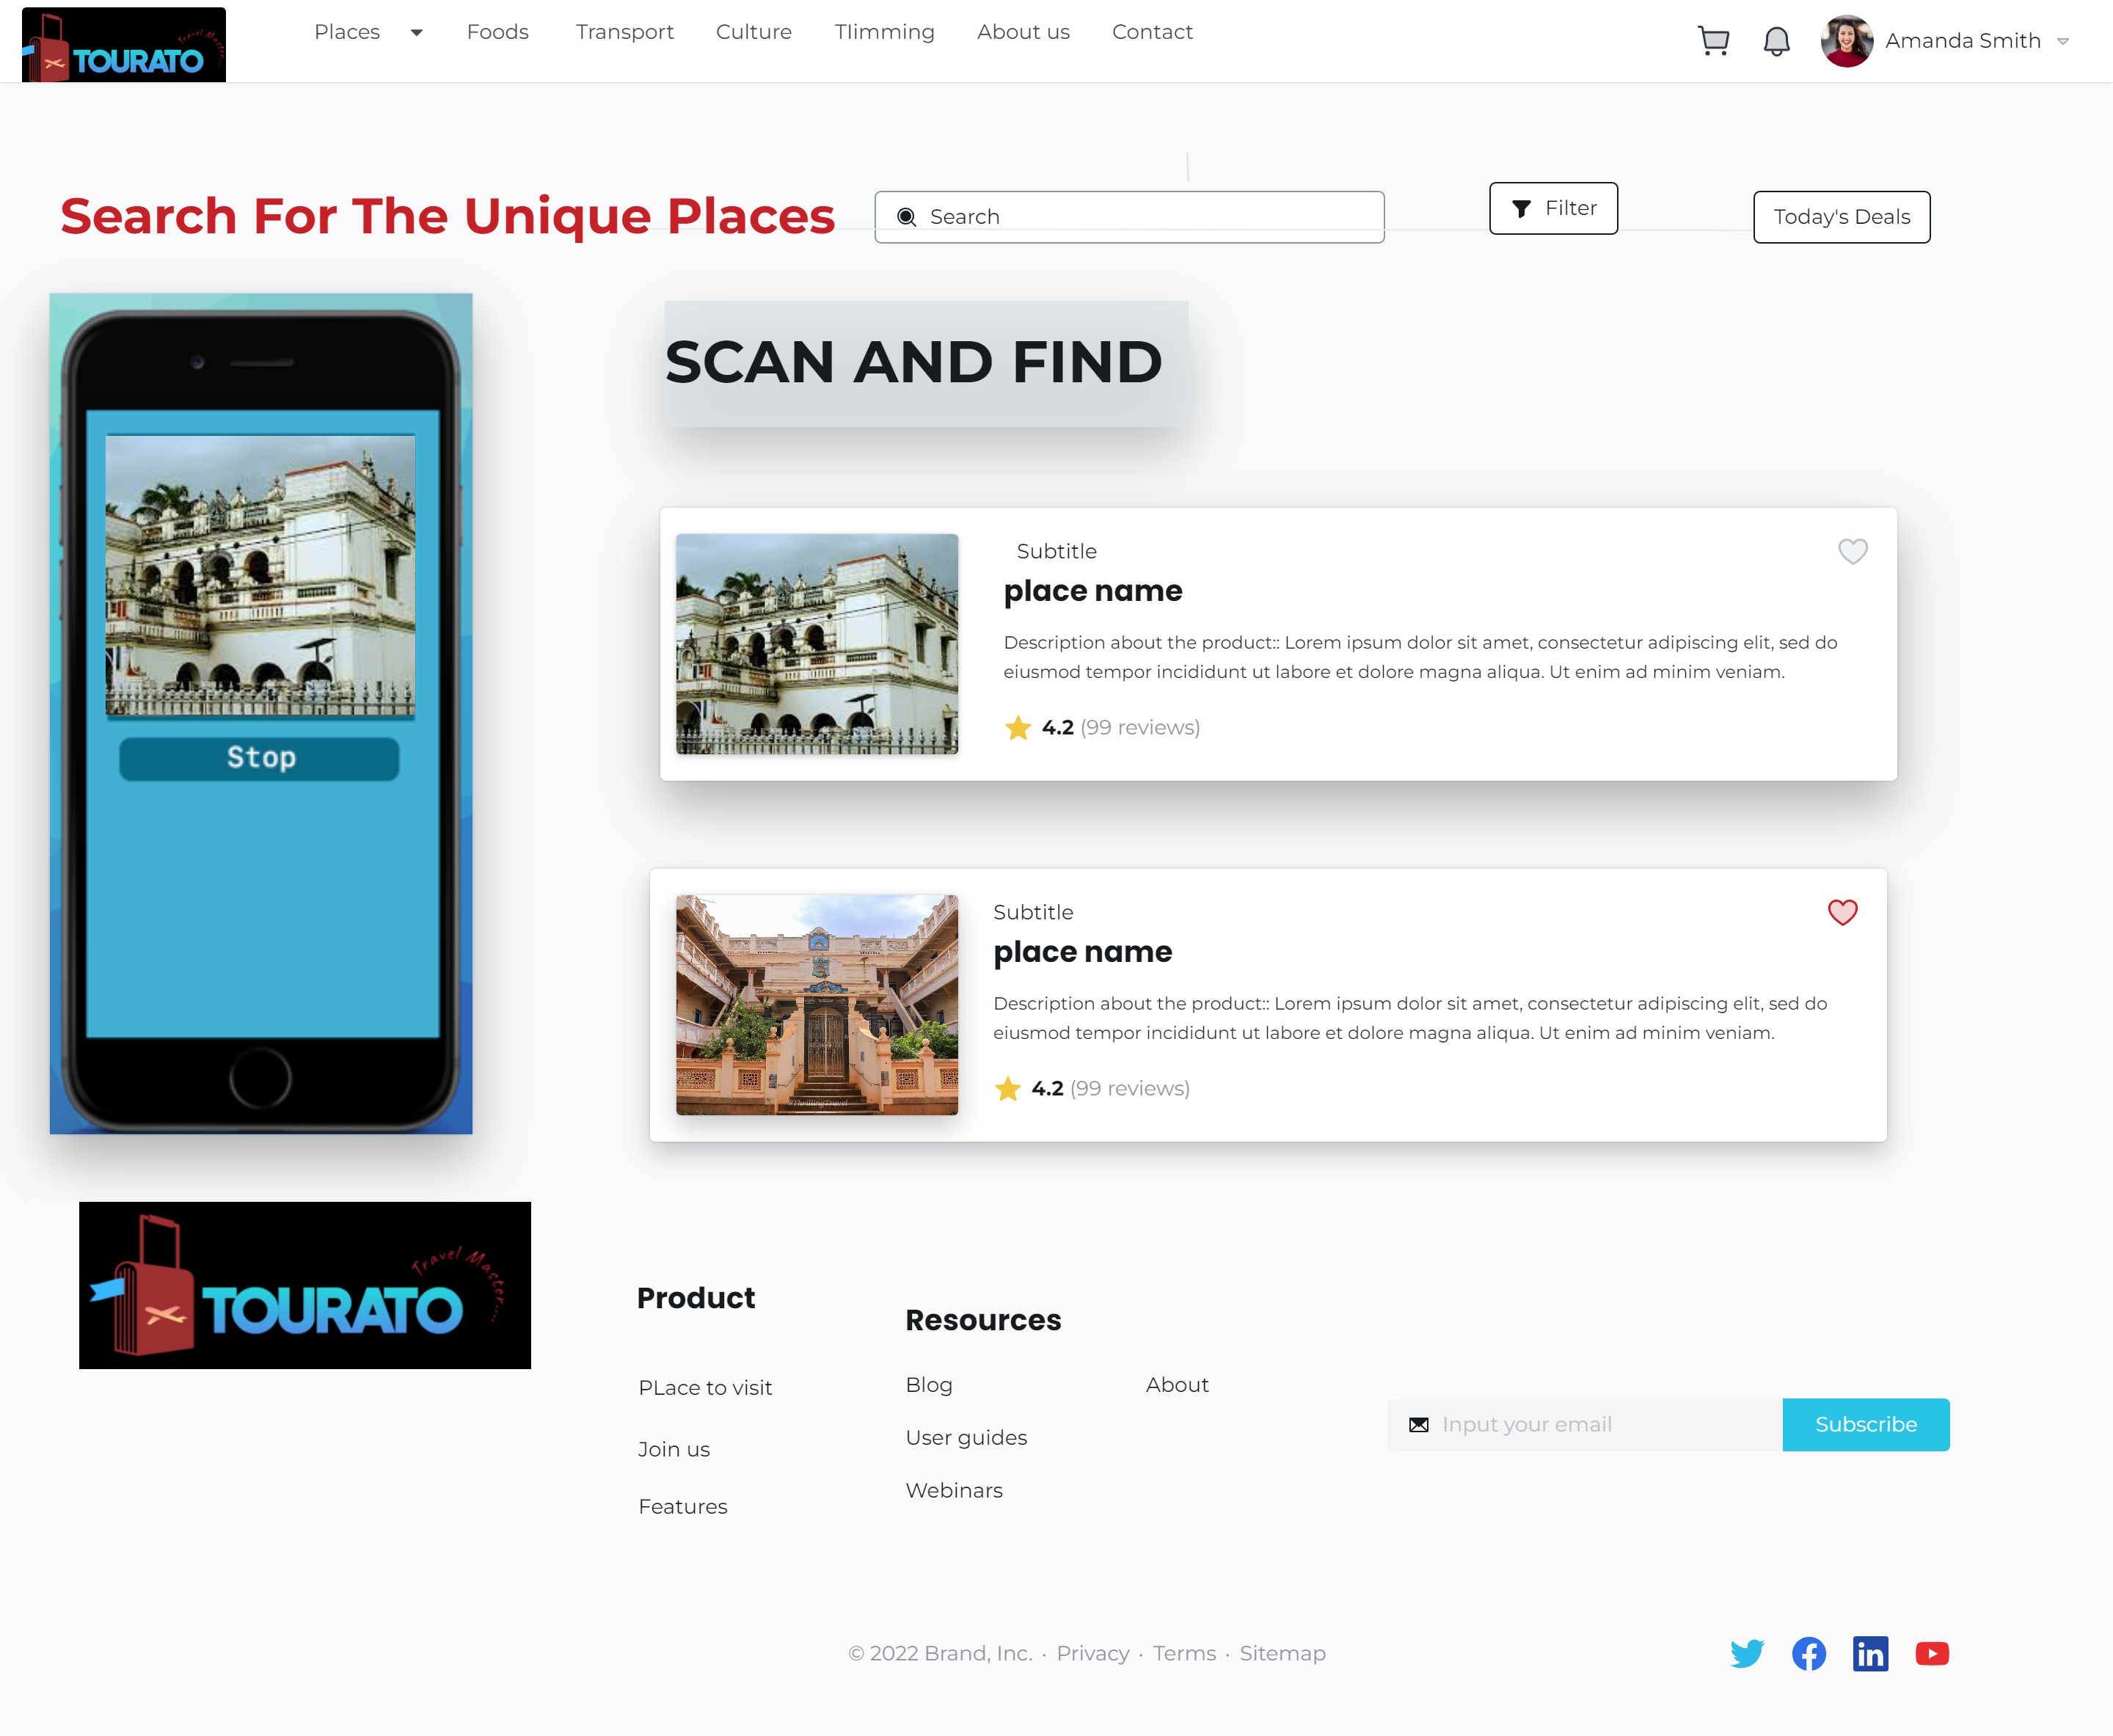 TOURATO
Travel Master....
Places
Foods
Transport
Culture
TIimming
About us
Contact
Amanda Smith
Search For The Unique Places
Search
Filter
Today's Deals
SCAN AND FIND
Stop
Subtitle
place name
Description about the product:: Lorem ipsum dolor sit amet, consectetur adipiscing elit, sed do
eiusmod tempor incididunt ut labore et dolore magna aliqua. Ut enim ad minim veniam.
4.2 (99 reviews)
Subtitle
place name
Description about the product:: Lorem ipsum dolor sit amet, consectetur adipiscing elit, sed do
eiusmod tempor incididunt ut labore et dolore magna aliqua. Ut enim ad minim veniam.
4.2 (99 reviews)
ThrillingTravel
TOURATO
Travel Master....
Product
PLace to visit
Join us
Features
Resources
Blog
User guides
Webinars
About
Input your email
Subscribe
© 2022 Brand, Inc. · Privacy · Terms · Sitemap